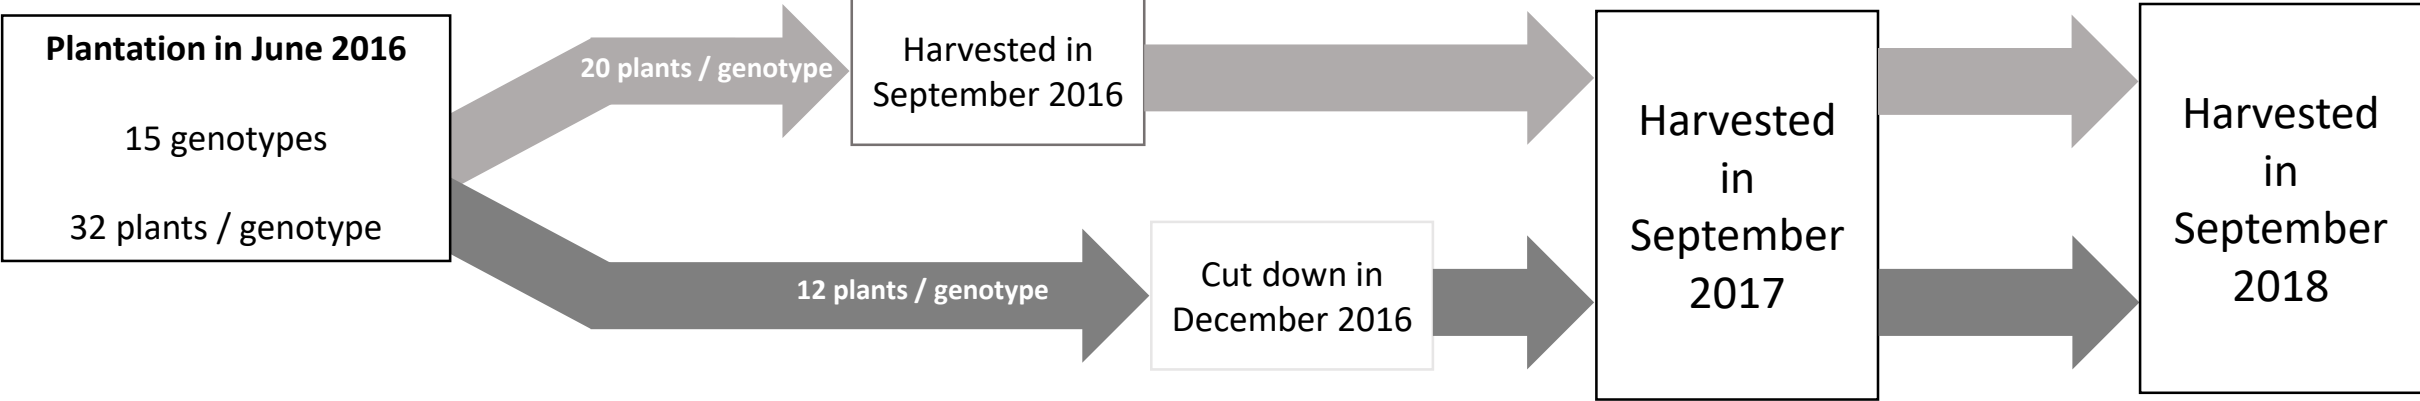 Plantation in June 2016
15 genotypes
32 plants / genotype
20 plants / genotype
Harvested in
September 2016
12 plants / genotype
Cut down in
December 2016
Harvested
in
September
2017
Harvested
in
September
2018